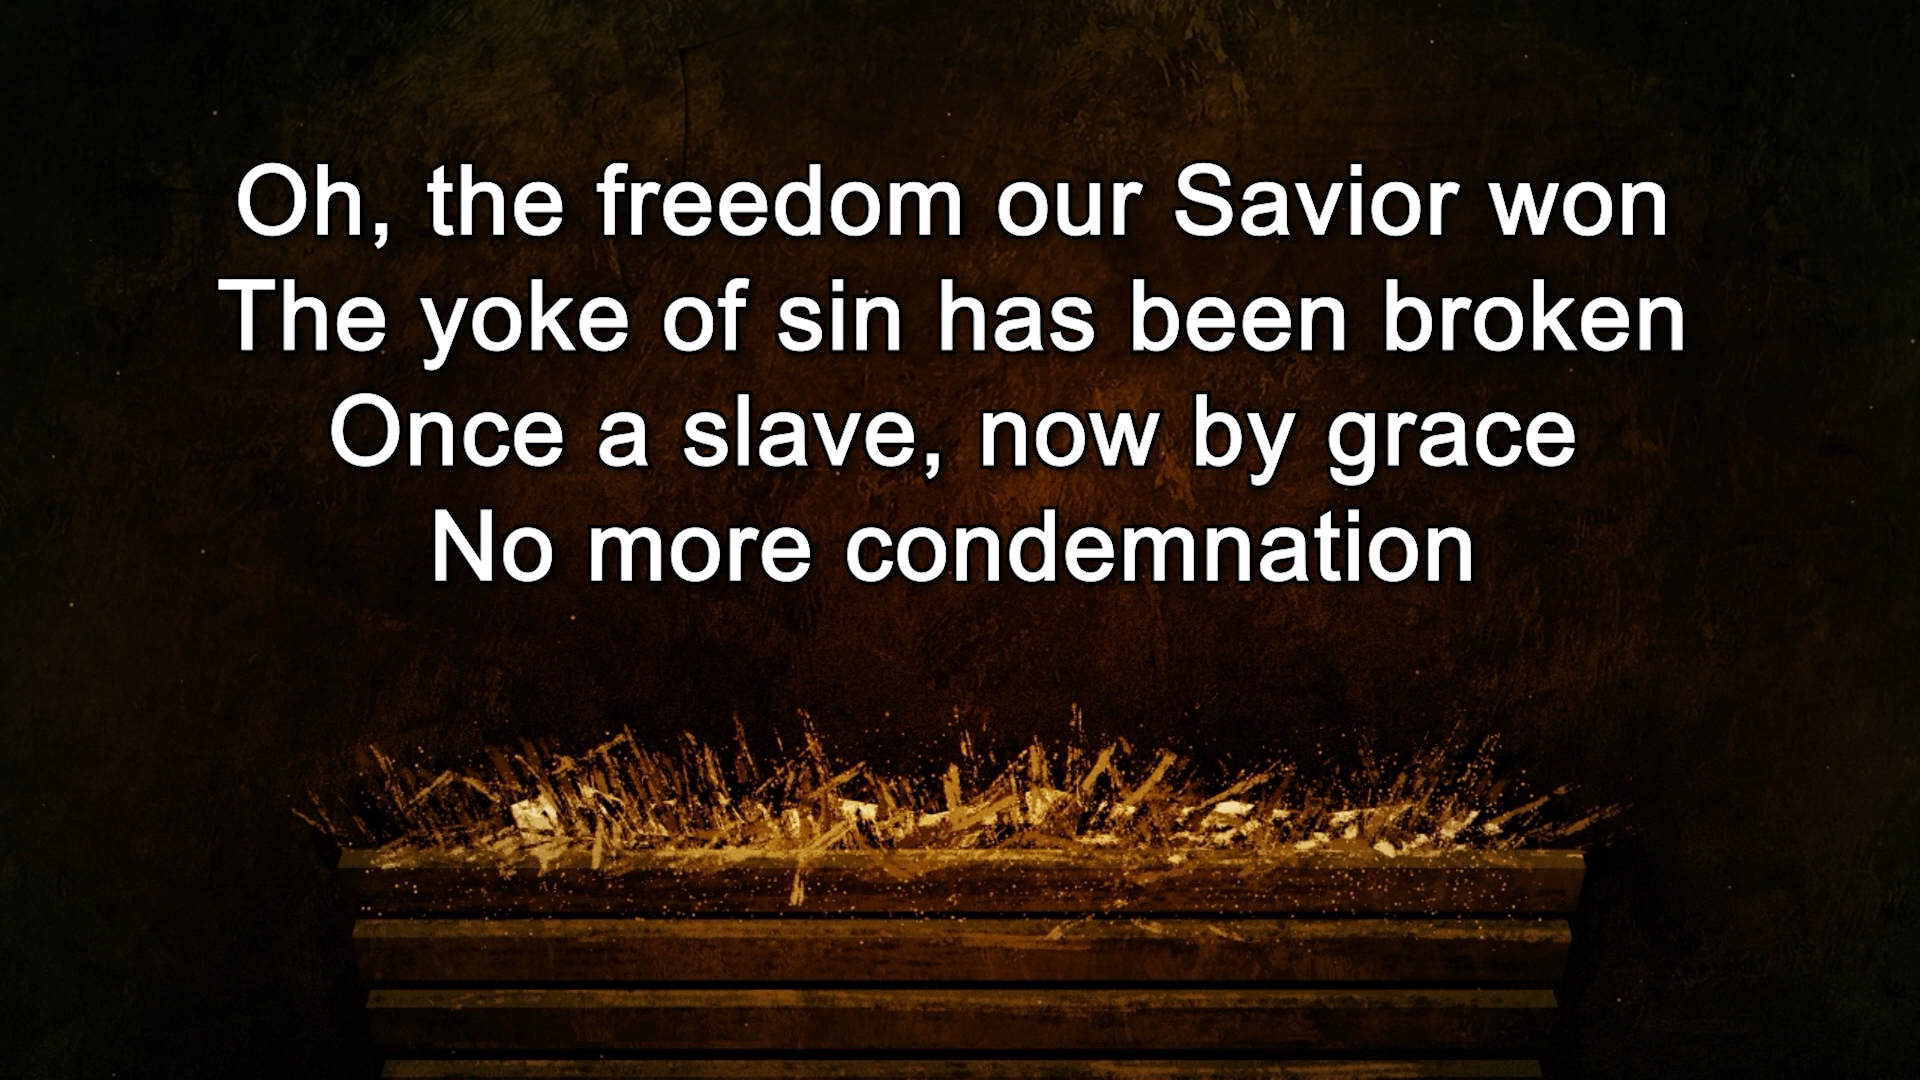 Oh, the freedom our Savior won
The yoke of sin has been broken
Once a slave, now by grace
No more condemnation